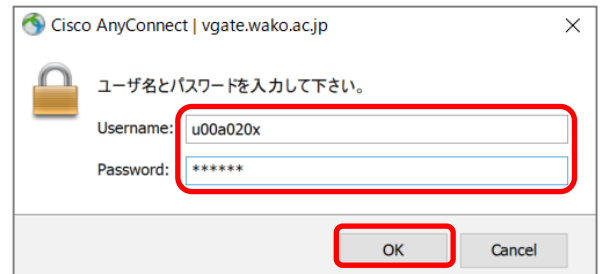 Cisco AnyConnect | vgate.wako.ac.jp
ユーザ名とパスワードを入力して下さい。
Username: u00a020x
Password: ******
OK Cancel